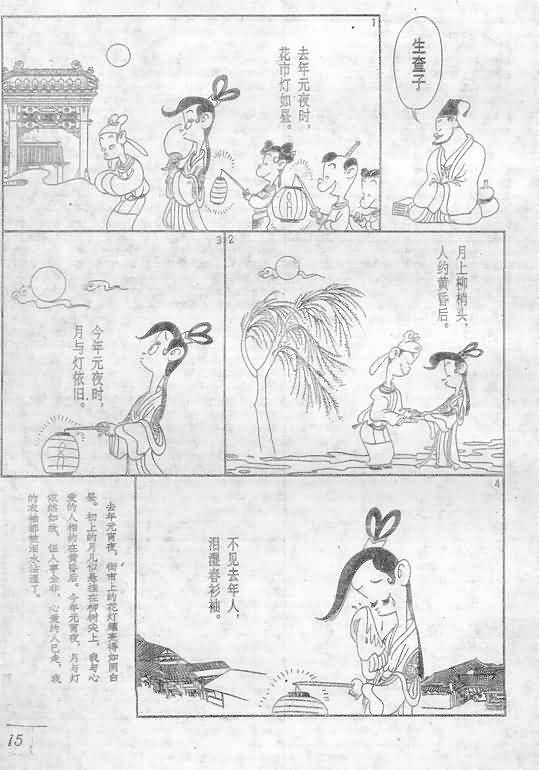 生查子
1
去年元夜时，
花市灯如昼。
2
月上柳梢头，
人约黄昏后。
3
今年元夜时，
月与灯依旧。
4
不见去年人，
泪湿春衫袖。
去年元宵夜，街市上的花灯耀亮得如同白
昼。初上的月儿似悬挂在柳树尖上，我与心
爱的人相约在黄昏后。今年元宵夜，月与灯
依然如故，但人事全非，心爱的人已走，我
的衣袖都被泪水沾湿了。
15